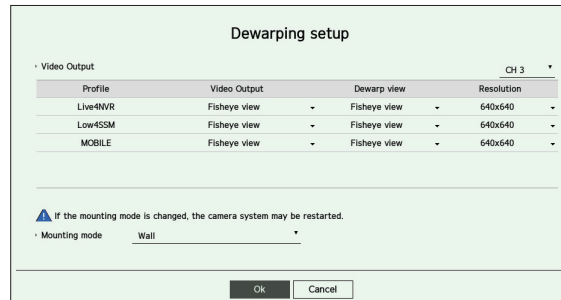 Dewarping setup
Video Output
CH 3
Profile Video Output Dewarp view Resolution
Live4NVR Fisheye view Fisheye view 640x640
Low4SSM Fisheye view Fisheye view 640x640
MOBILE Fisheye view Fisheye view 640x640
If the mounting mode is changed, the camera system may be restarted.
Mounting mode Wall
Ok Cancel